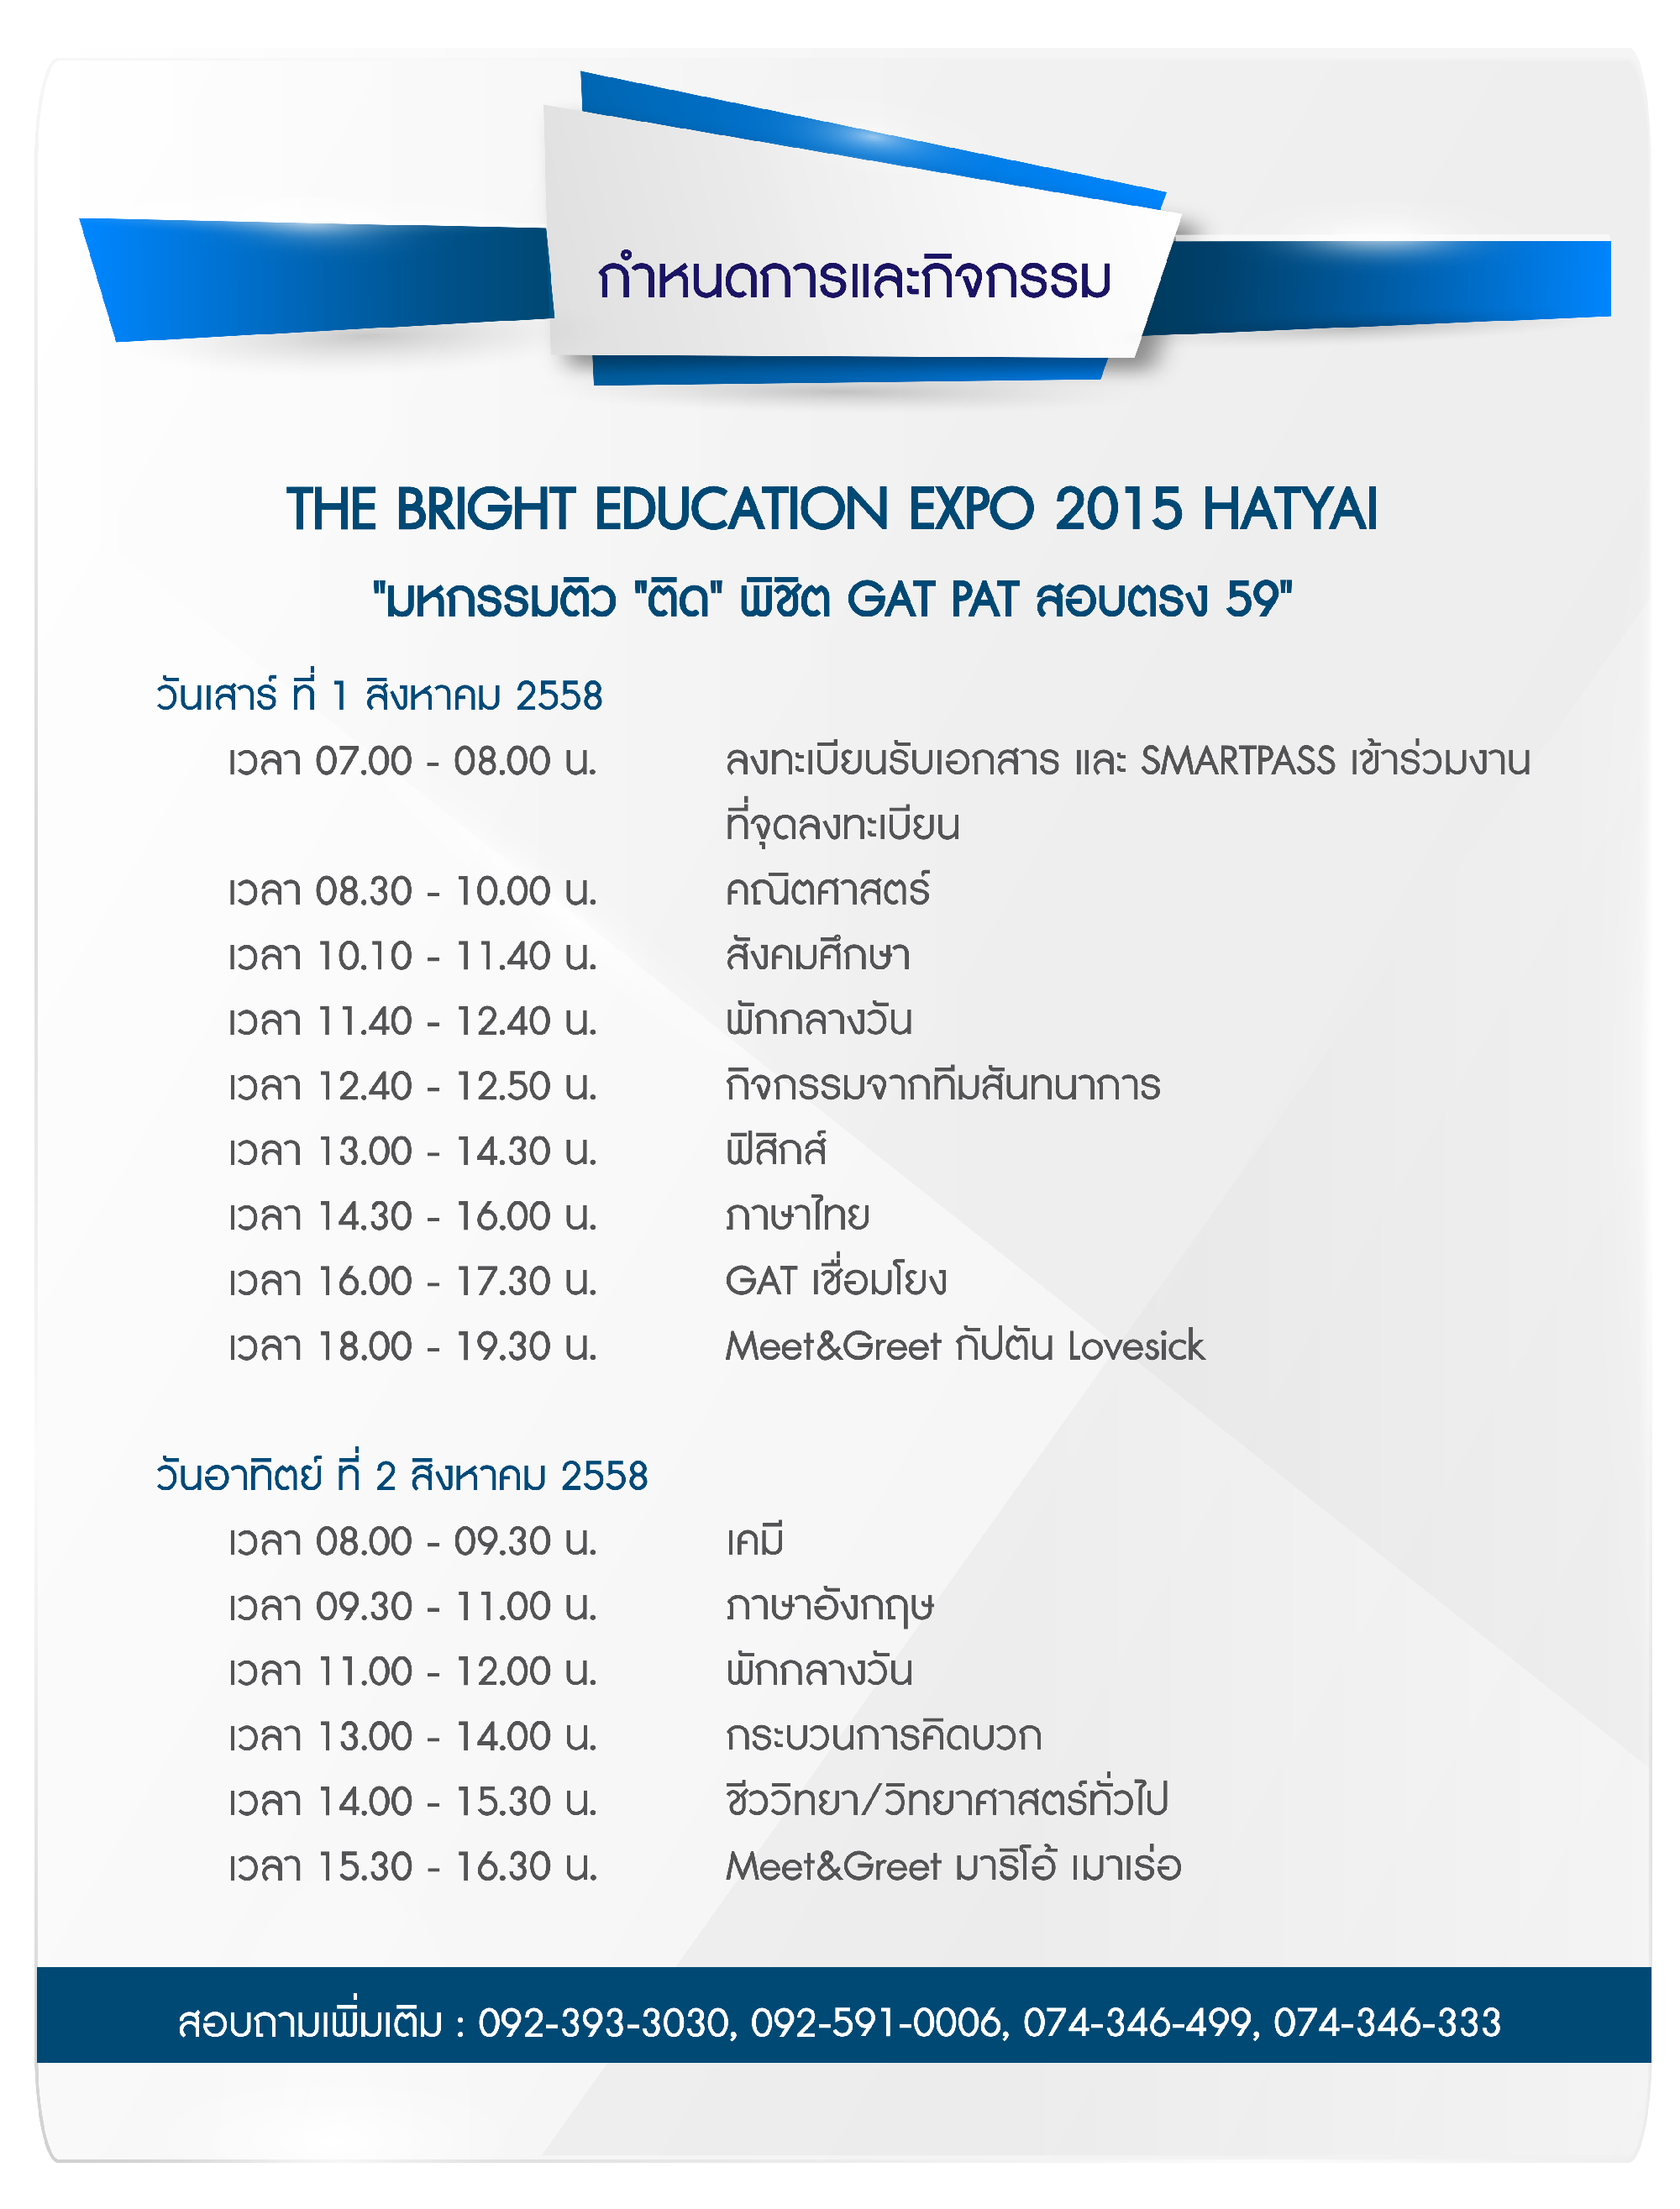 กำหนดการและกิจกรรม
THE BRIGHT EDUCATION EXPO 2015 HATYAI
"มหกรรมติว "ติด" พิชิต GAT PAT สอบตรง 59"
วันเสาร์ ที่ 1 สิงหาคม 2558
เวลา 07.00 - 08.00 น. ลงทะเบียนรับเอกสาร และ SMARTPASS เข้าร่วมงาน
ที่จุดลงทะเบียน
เวลา 08.30 - 10.00 น. คณิตศาสตร์
เวลา 10.10 - 11.40 น. สังคมศึกษา
เวลา 11.40 - 12.40 น. พักกลางวัน
เวลา 12.40 - 12.50 น. กิจกรรมจากทีมสันทนาการ
เวลา 13.00 - 14.30 น. ฟิสิกส์
เวลา 14.30 - 16.00 น. ภาษาไทย
เวลา 16.00 - 17.30 น. GAT เชื่อมโยง
เวลา 18.00 - 19.30 น. Meet&Greet กัปตัน Lovesick
วันอาทิตย์ ที่ 2 สิงหาคม 2558
เวลา 08.00 - 09.30 น. เคมี
เวลา 09.30 - 11.00 น. ภาษาอังกฤษ
เวลา 11.00 - 12.00 น. พักกลางวัน
เวลา 13.00 - 14.00 น. กระบวนการคิดบวก
เวลา 14.00 - 15.30 น. ชีววิทยา/วิทยาศาสตร์ทั่วไป
เวลา 15.30 - 16.30 น. Meet&Greet มาริโอ้ เมาเร่อ
สอบถามเพิ่มเติม : 092-393-3030, 092-591-0006, 074-346-499, 074-346-333